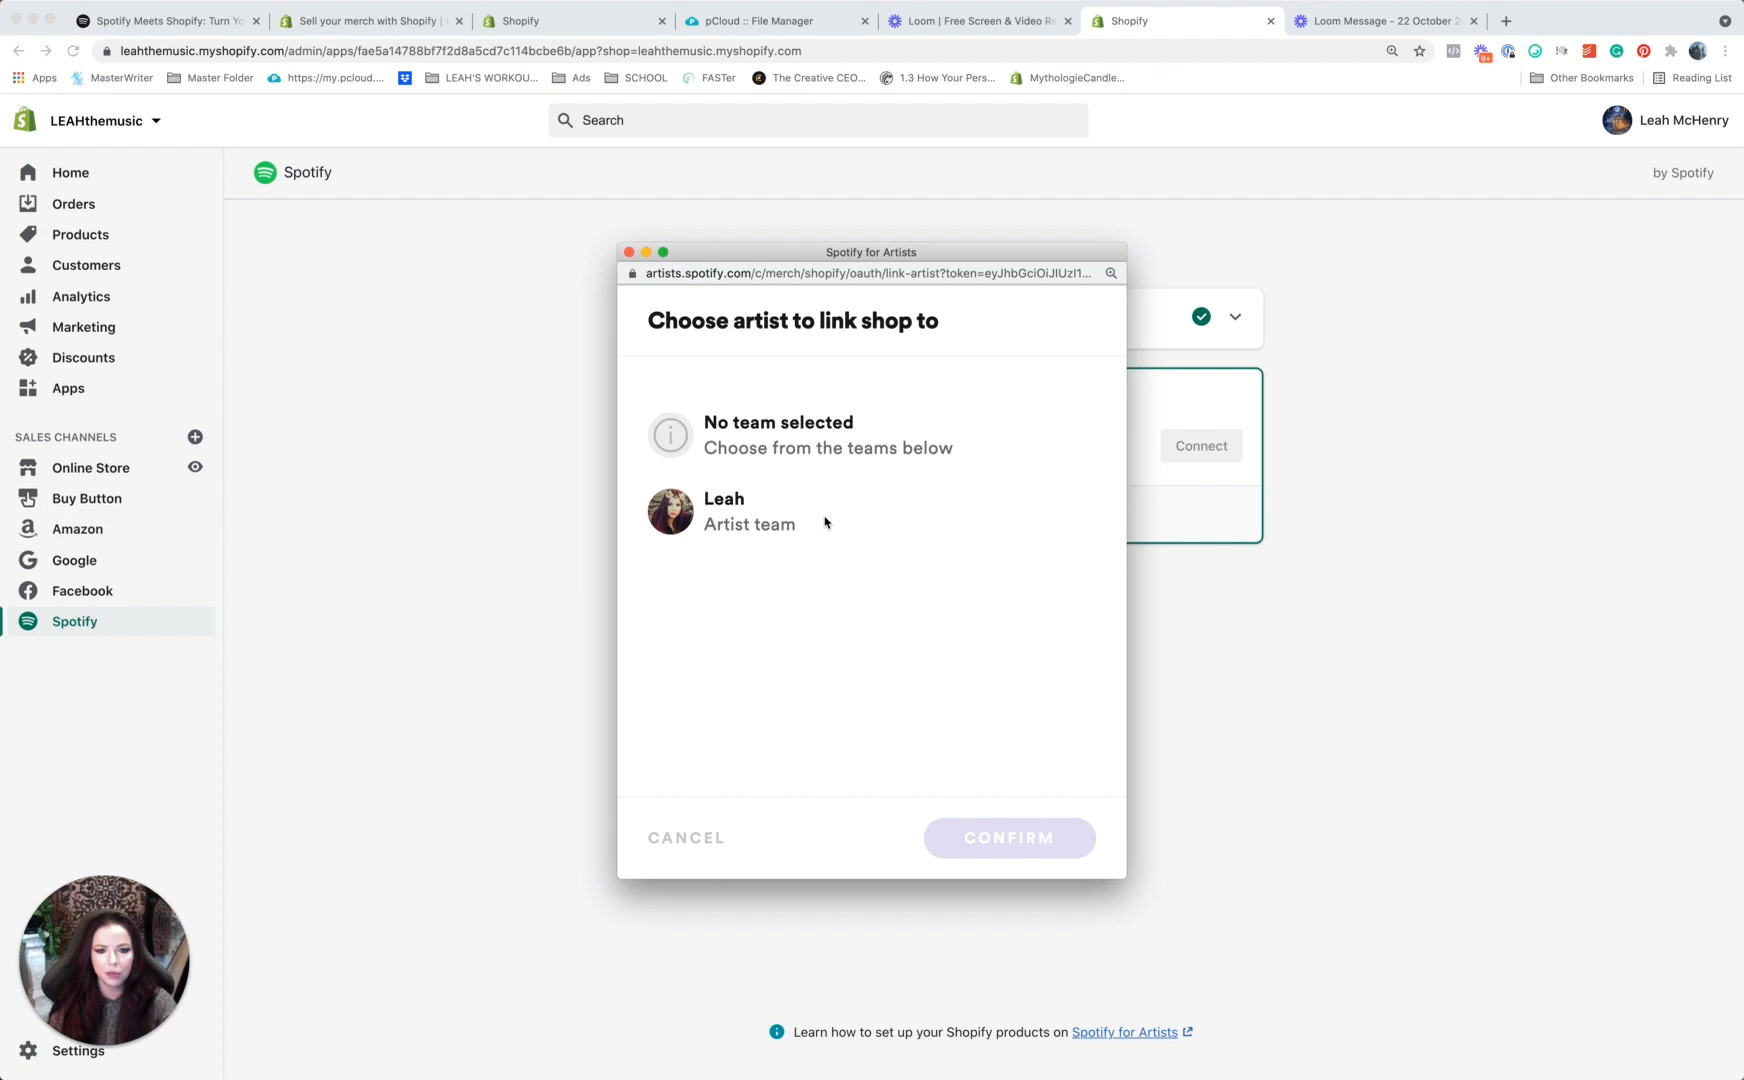 Spotify Meets Shopify: Turn Yo
Sell your merch with Shopify |
Shopify
pCloud :: File Manager
Loom | Free Screen & Video Re
Shopify
Loom Message - 22 October 2
leahthemusic.myshopify.com/admin/apps/fae5a14788bf7f2d8a5cd7c114bcbe6b/app?shop=leahthemusic.myshopify.com
9+
Apps
MasterWriter
Master Folder
https://my.pcloud....
LEAH'S WORKOU...
Ads
SCHOOL
FASTer
The Creative CEO...
1.3 How Your Pers...
MythologieCandle...
Other Bookmarks
Reading List
LEAHthemusic
Search
Leah McHenry
Home
Orders
Products
Customers
Analytics
Marketing
Discounts
Apps
SALES CHANNELS
Online Store
Buy Button
Amazon
Google
Facebook
Spotify
Settings
Spotify
by Spotify
Spotify for Artists
artists.spotify.com/c/merch/shopify/oauth/link-artist?token=eyJhbGciOiJIUzI1...
Choose artist to link shop to
No team selected
Choose from the teams below
Leah
Artist team
CANCEL
CONFIRM
Connect
Learn how to set up your Shopify products on Spotify for Artists